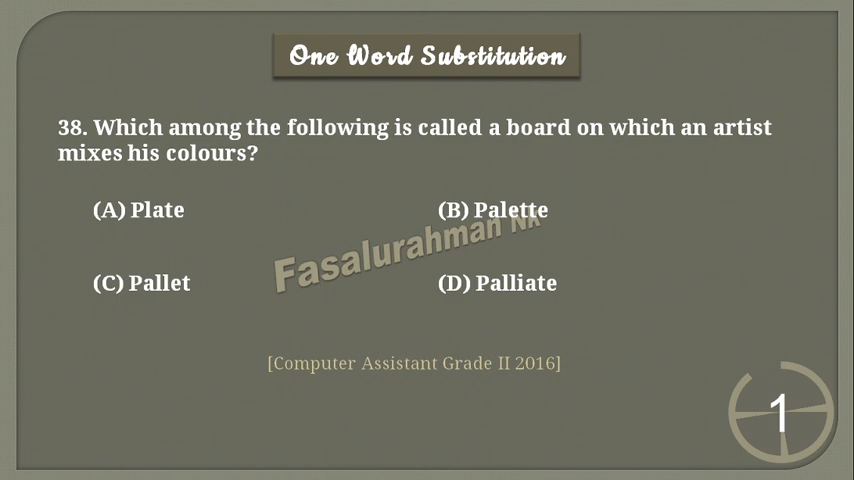 One Word Substitution
38. Which among the following is called a board on which an artist
mixes his colours?
(A) Plate
(B) Palette
Fasalurahman NK
(C) Pallet
(D) Palliate
[Computer Assistant Grade II 2016]
1